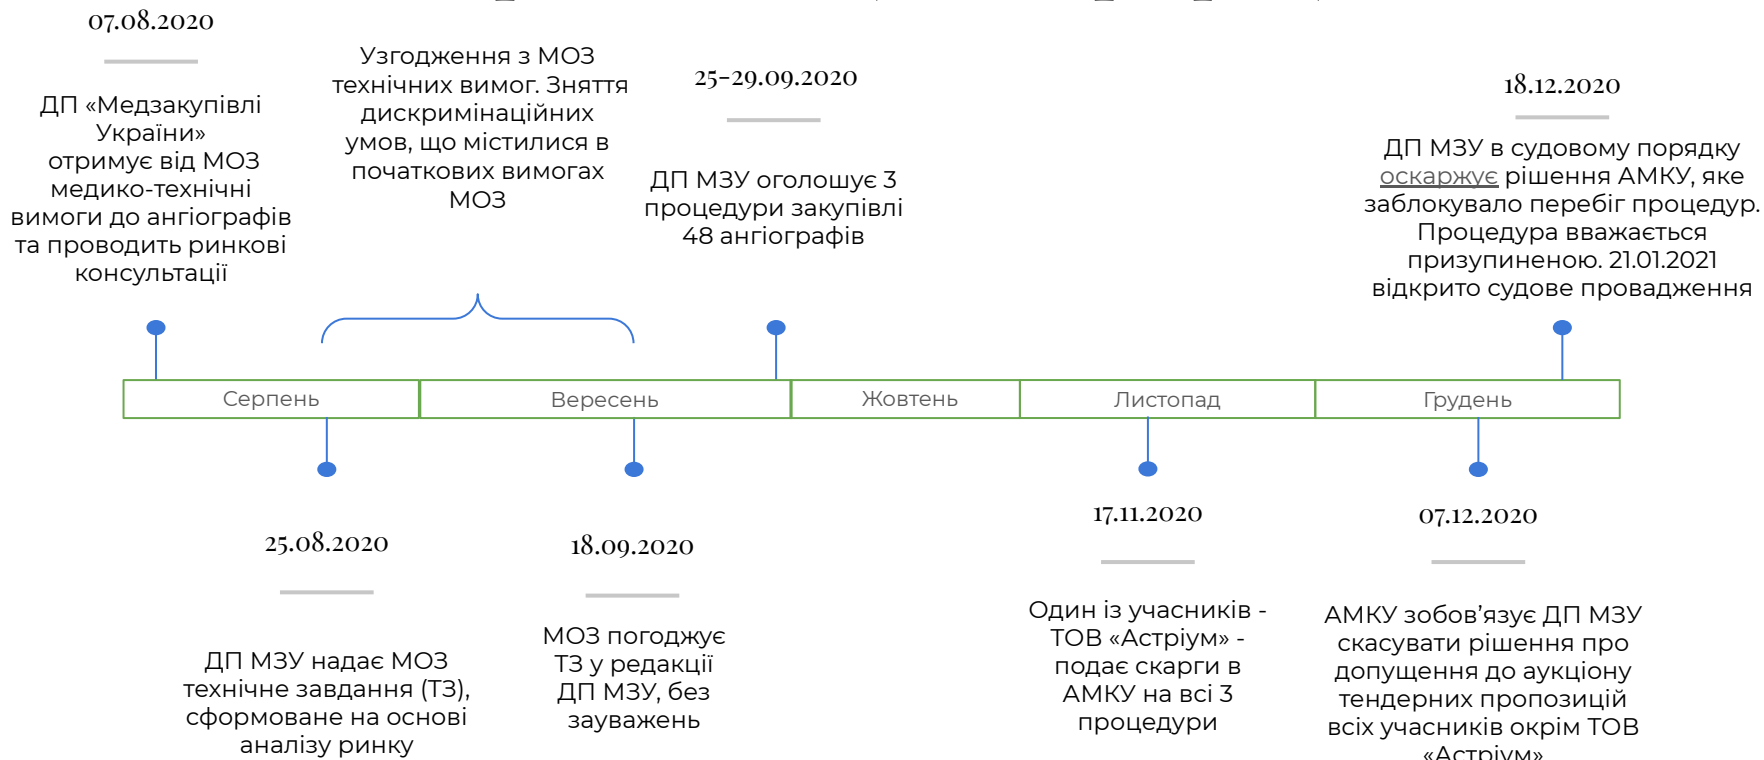 07.08.2020
ДП «Медзакупівлі
України»
отримує від МОЗ
медико-технічні
вимоги до ангіографів
та проводить ринкові
консультації
Узгодження з МОЗ
технічних вимог. Зняття
дискримінаційних
умов, що містилися в
початкових вимогах
МОЗ
25-29.09.2020
ДП МЗУ оголошує 3
процедури закупівлі
48 ангіографів
18.12.2020
ДП МЗУ в судовому порядку
оскаржує рішення АМКУ, яке
заблокувало перебіг процедур.
Процедура вважається
призупиненою. 21.01.2021
відкрито судове провадження
Серпень
Вересень
Жовтень
Листопад
Грудень
25.08.2020
ДП МЗУ надає МОЗ
технічне завдання (ТЗ),
сформоване на основі
аналізу ринку
18.09.2020
МОЗ погоджує
ТЗ у редакції
ДП МЗУ, без
зауважень
17.11.2020
Один із учасників -
ТОВ «Астріум» -
подає скарги в
АМКУ на всі 3
процедури
07.12.2020
АМКУ зобов’язує ДП МЗУ
скасувати рішення про
допущення до аукціону
тендерних пропозицій
всіх учасників окрім ТОВ
«Астріум»